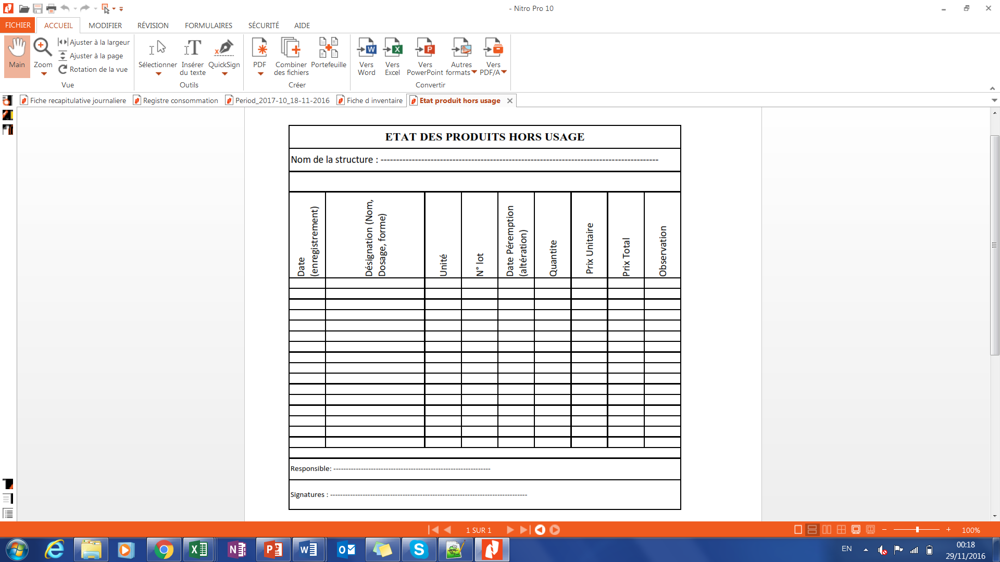 - Nitro Pro 10
FICHIER ACCUEIL MODIFIER RÉVISION FORMULAIRES SÉCURITÉ AIDE
Main
Zoom
Ajuster à la largeur
Ajuster à la page
Rotation de la vue
Vue
Sélectionner
Insérer
du texte
QuickSign
Outils
PDF
Combiner
des fichiers
Portefeuille
Créer
Vers
Word
Vers
Excel
Vers
PowerPoint
Autres
formats
Vers
PDF/A
Convertir
Fiche recapitulative journaliere
Registre consommation
Period_2017-10_18-11-2016
Fiche d inventaire
Etat produit hors usage
ETAT DES PRODUITS HORS USAGE
Nom de la structure : -----------------------------------------------------------------------------------------
Date
(enregistrement)
Désignation (Nom,
Dosage, forme)
Unité
N° lot
Date Péremption
(altération)
Quantite
Prix Unitaire
Prix Total
Observation
Responsible: ---------------------------------------------------------------
Signatures : -------------------------------------------------------------------------------
1 SUR 1
100%
EN
00:18
29/11/2016